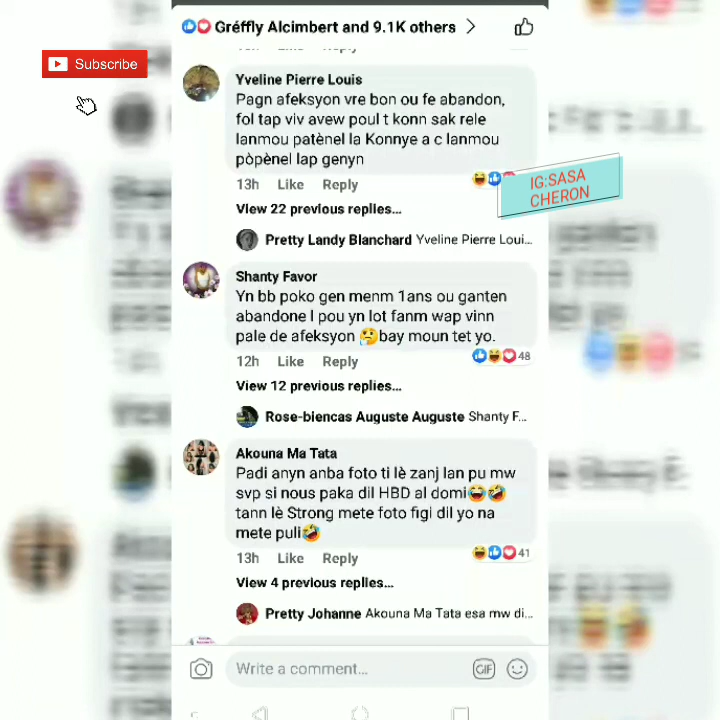 Gréffly Alcimbert and 9.1K others
Subscribe
Yveline Pierre Louis
Pagn afeksyon vre bon ou fe abandon,
fol tap viv avew poul t konn sak rele
lanmou patènel la Konnye a c lanmou
pòpènel lap genyn
13h Like Reply
IG:SASA
CHERON
View 22 previous replies...
Pretty Landy Blanchard Yveline Pierre Loui...
Shanty Favor
Yn bb poko gen menm 1ans ou ganten
abandone l pou yn lot fanm wap vinn
pale de afeksyon 🤔bay moun tet yo.
12h Like Reply 48
View 12 previous replies...
Rose-biencas Auguste Auguste Shanty F...
Akouna Ma Tata
Padi anyn anba foto ti lè zanj lan pu mw
svp si nous paka dil HBD al domi😂🤣
tann lè Strong mete foto figi dil yo na
mete puli🤣
13h Like Reply 41
View 4 previous replies...
Pretty Johanne Akouna Ma Tata esa mw di...
Write a comment...
GIF